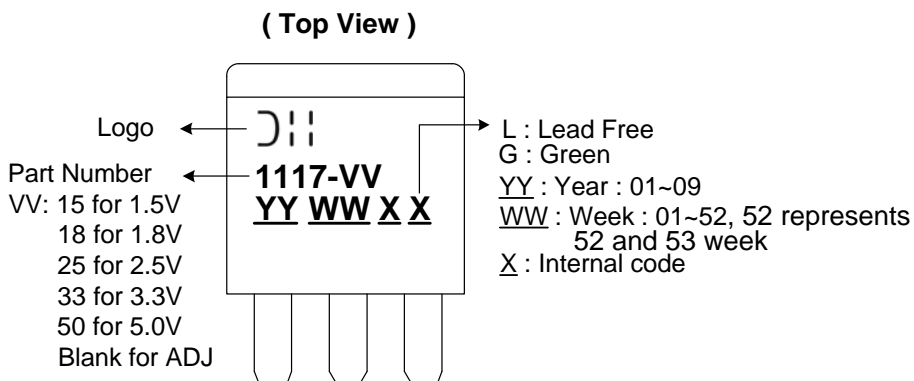 ( Top View )
Logo
Part Number
VV: 15 for 1.5V
18 for 1.8V
25 for 2.5V
33 for 3.3V
50 for 5.0V
Blank for ADJ
1117-VV
YY WW X X
L : Lead Free
G : Green
YY : Year : 01~09
WW : Week : 01~52, 52 represents
52 and 53 week
X : Internal code